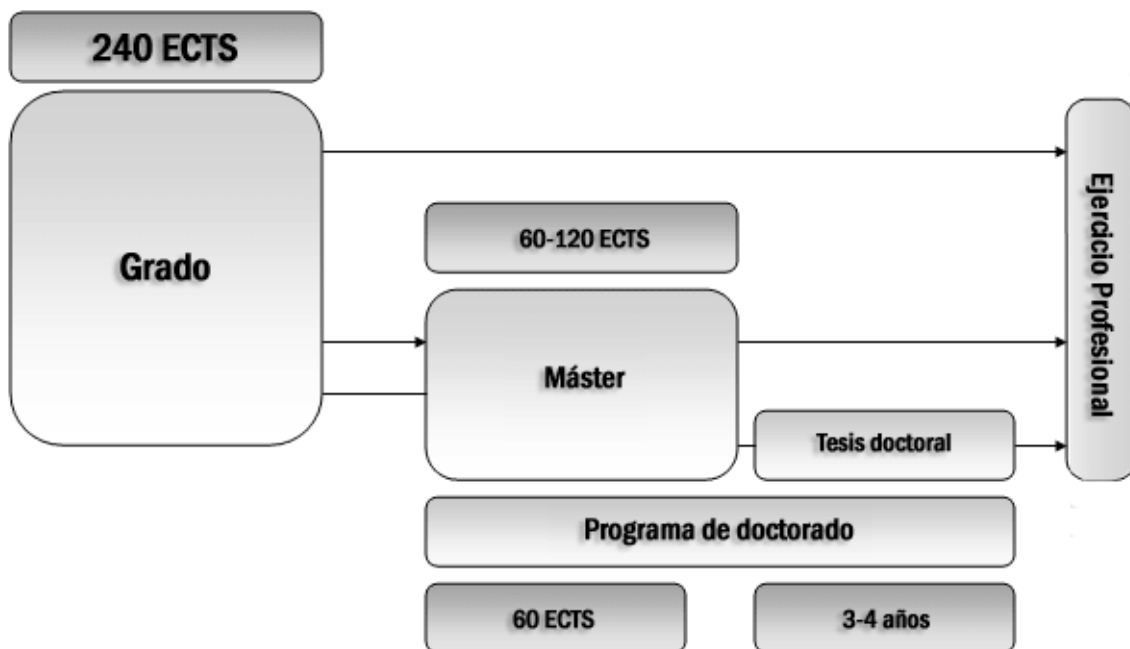 240 ECTS
Grado
60-120 ECTS
Máster
Tesis doctoral
Ejercicio Profesional
Programa de doctorado
60 ECTS
3-4 años